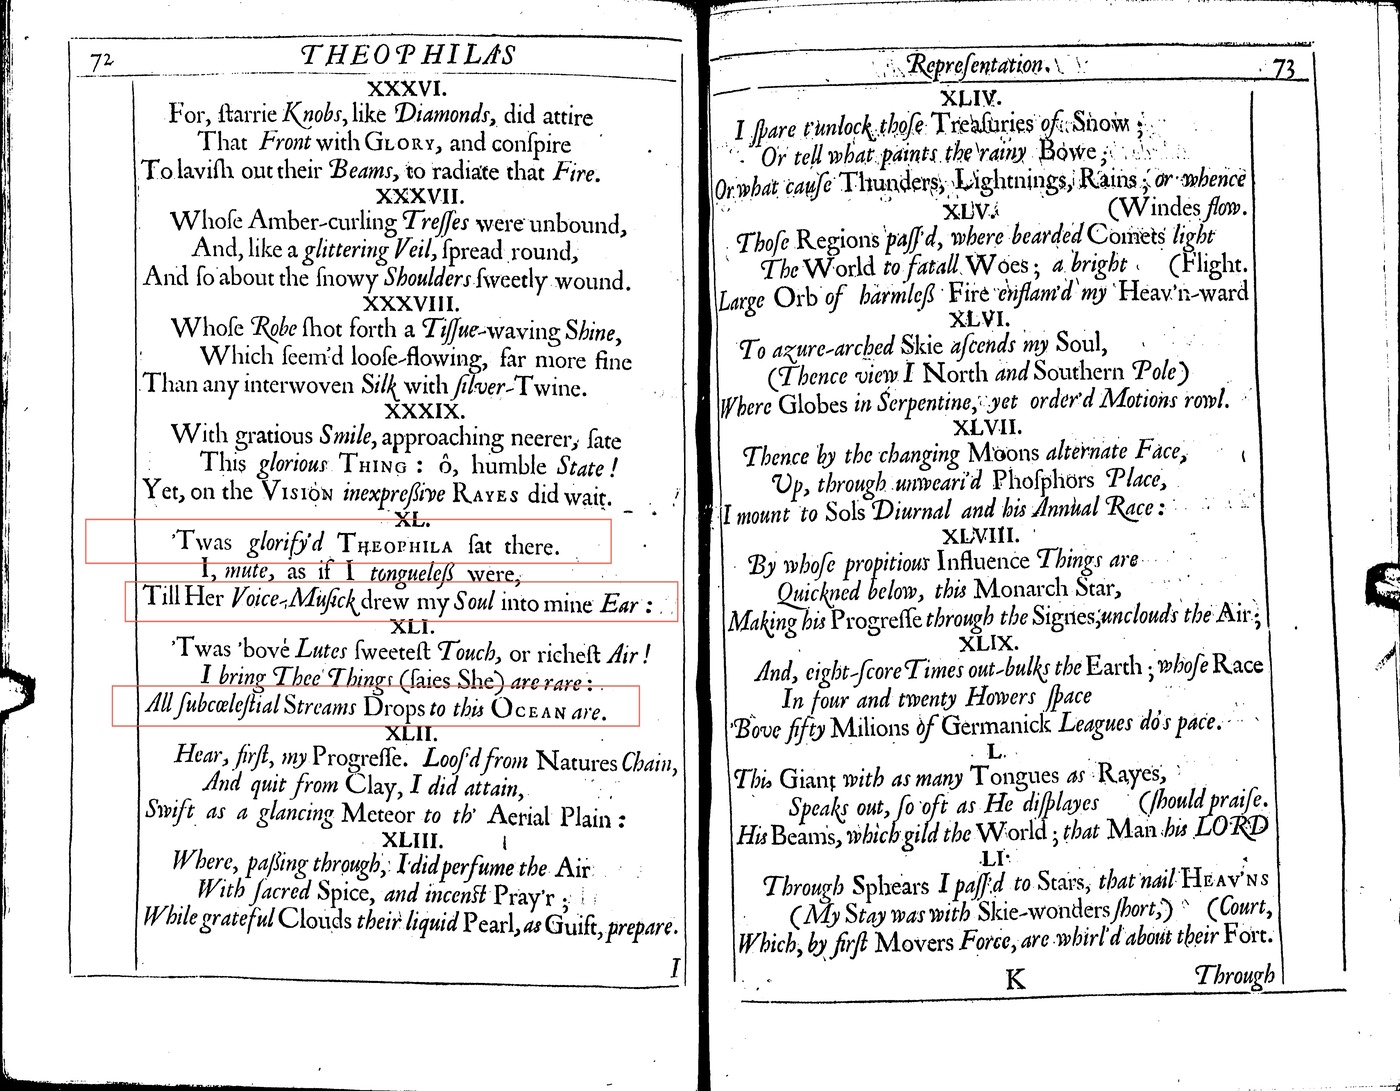 72 THEOPHILAS
XXXVI.
For, ſtarrie Knobs, like Diamonds, did attire
That Front with GLORY, and conſpire
To laviſh out their Beams, to radiate that Fire.
XXXVII.
Whoſe Amber-curling Treſſes were unbound,
And, like a glittering Veil, ſpread round,
And ſo about the ſnowy Shoulders ſweetly wound.
XXXVIII.
Whoſe Robe ſhot forth a Tiſſue-waving Shine,
Which ſeem'd looſe-flowing, far more fine
Than any interwoven Silk with ſilver-Twine.
XXXIX.
With gratious Smile, approaching neerer, ſate
This glorious THING : ô, humble State !
Yet, on the VISION inexpreßive RAYES did wait.
XL.
'Twas glorify'd THEOPHILA ſat there.
I, mute, as if I tongueleß were,
Till Her Voice-Muſick drew my Soul into mine Ear :
XLI.
'Twas 'bove Lutes ſweeteſt Touch, or richeſt Air !
I bring Thee Things (ſaies She) are rare :
All ſubcœleſtial Streams Drops to this OCEAN are.
XLII.
Hear, firſt, my Progreſſe. Looſ'd from Natures Chain,
And quit from Clay, I did attain,
Swift as a glancing Meteor to th' Aerial Plain :
XLIII.
Where, paßing through, I did perfume the Air
With ſacred Spice, and incenſt Pray'r ;
While grateful Clouds their liquid Pearl, as Guift, prepare.
I
Repreſentation. 73
XLIV.
I ſpare t'unlock thoſe Treaſuries of Snow ;
Or tell what paints the rainy Bowe ;
Or what cauſe Thunders, Lightnings, Rains ; or whence
XLV. (Windes flow.
Thoſe Regions paſſ'd, where bearded Comets light
The World to fatall Woes ; a bright (Flight.
Large Orb of harmleß Fire enflam'd my Heav'n-ward
XLVI.
To azure-arched Skie aſcends my Soul,
(Thence view I North and Southern Pole)
Where Globes in Serpentine, yet order'd Motions rowl.
XLVII.
Thence by the changing Moons alternate Face,
Up, through unweari'd Phoſphors Place,
I mount to Sols Diurnal and his Annual Race :
XLVIII.
By whoſe propitious Influence Things are
Quickned below, this Monarch Star,
Making his Progreſſe through the Signes, unclouds the Air ;
XLIX.
And, eight-ſcore Times out-bulks the Earth ; whoſe Race
In four and twenty Howers ſpace
'Bove fifty Milions of Germanick Leagues do's pace.
L.
This Giant with as many Tongues as Rayes,
Speaks out, ſo oft as He diſplayes (ſhould praiſe.
His Beams, which gild the World ; that Man his LORD
LI.
Through Sphears I paſſ'd to Stars, that nail HEAV'NS
(My Stay was with Skie-wonders ſhort,) (Court,
Which, by firſt Movers Force, are whirl'd about their Fort.
K Through